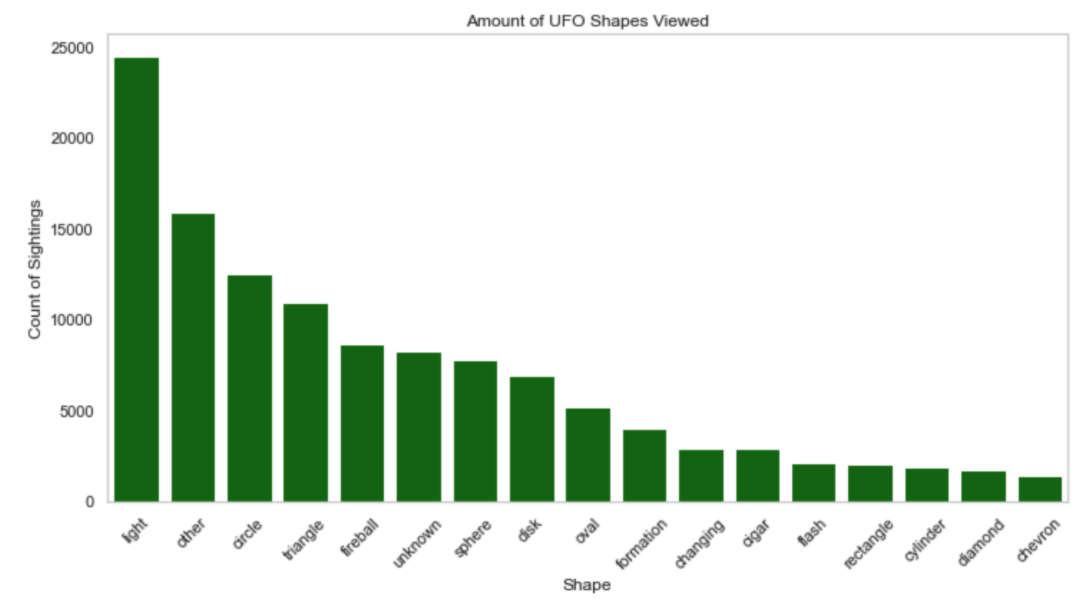 Amount of UFO Shapes Viewed
25000
20000
15000
10000
5000
0
Count of Sightings
light other circle triangle fireball unknown sphere disk oval formation changing cigar flash rectangle cylinder diamond chevron
Shape